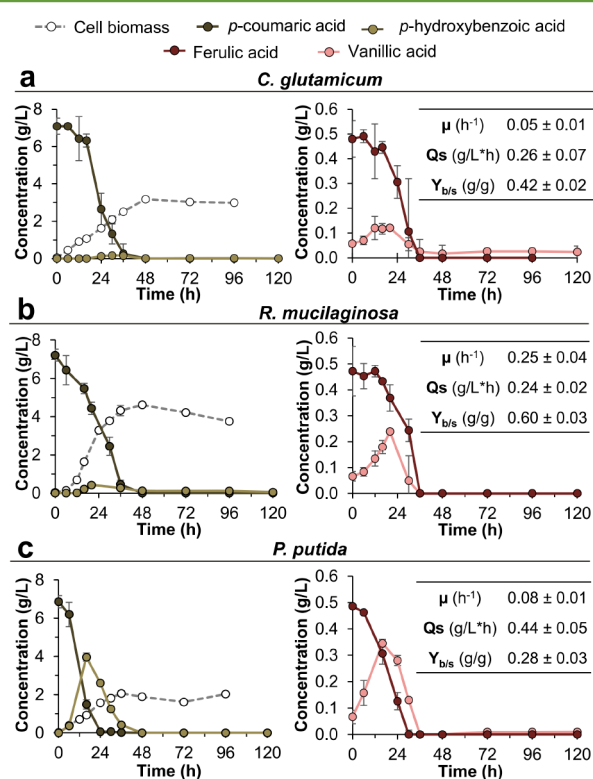 Cell biomass p-coumaric acid p-hydroxybenzoic acid
Ferulic acid Vanillic acid
a C. glutamicum
Concentration (g/L)
8
6
4
2
0
0 24 48 72 96 120
Time (h)
Concentration (g/L)
0.6
0.5
0.4
0.3
0.2
0.1
0.0
0 24 48 72 96 120
Time (h)
μ (h-1) 0.05 ± 0.01
Qs (g/L*h) 0.26 ± 0.07
Yb/s (g/g) 0.42 ± 0.02
b R. mucilaginosa
Concentration (g/L)
8
6
4
2
0
0 24 48 72 96 120
Time (h)
Concentration (g/L)
0.6
0.5
0.4
0.3
0.2
0.1
0.0
0 24 48 72 96 120
Time (h)
μ (h-1) 0.25 ± 0.04
Qs (g/L*h) 0.24 ± 0.02
Yb/s (g/g) 0.60 ± 0.03
c P. putida
Concentration (g/L)
8
6
4
2
0
0 24 48 72 96 120
Time (h)
Concentration (g/L)
0.6
0.5
0.4
0.3
0.2
0.1
0.0
0 24 48 72 96 120
Time (h)
μ (h-1) 0.08 ± 0.01
Qs (g/L*h) 0.44 ± 0.05
Yb/s (g/g) 0.28 ± 0.03